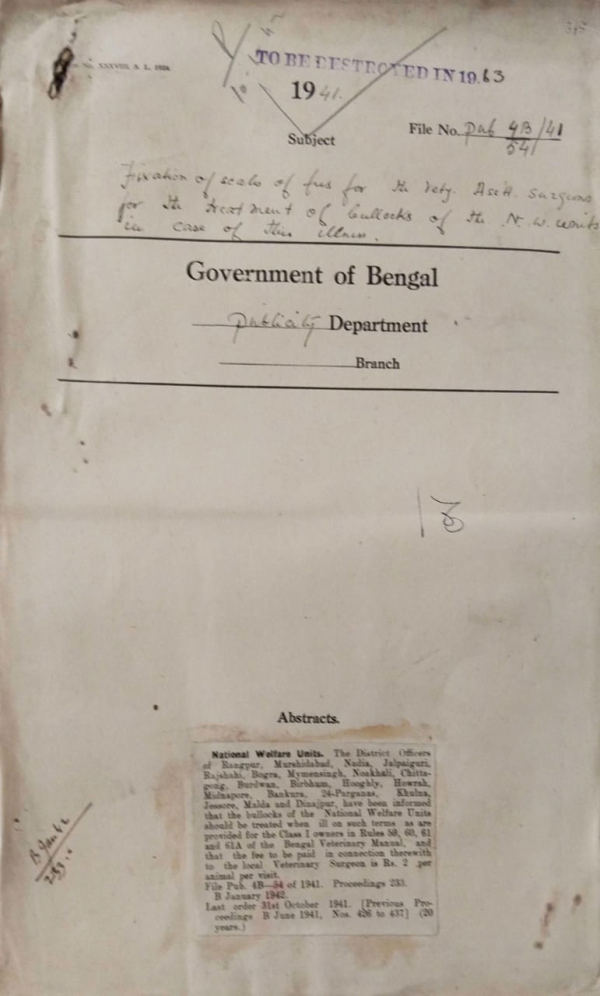 No. XXXVIII, S. L. 1926
TO BE DESTROYED IN 1963
1941.
Subject
File No. Pub 4B/41
54
Fixation of scale of fees for the Vety. Asstt. Surgeons
for the treatment of bullocks of the N. W. Units
in case of their illness.
Government of Bengal
Publicity Department
Branch
13
Abstracts.
National Welfare Units. The District Officers
of Rangpur, Murshidabad, Nadia, Jalpaiguri,
Rajshahi, Bogra, Mymensingh, Noakhali, Chitta-
gong, Burdwan, Birbhum, Hooghly, Howrah,
Midnapore, Bankura, 24-Parganas, Khulna,
Jessore, Malda and Dinajpur, have been informed
that the bullocks of the National Welfare Units
should be treated when ill on such terms as are
provided for the Class I owners in Rules 59, 60, 61
and 61A of the Bengal Veterinary Manual, and
that the fee to be paid in connection therewith
to the local Veterinary Surgeon is Rs. 2 per
animal per visit.
File Pub. 4B—54 of 1941. Proceedings 233.
B January 1942.
Last order 31st October 1941. [Previous Pro-
ceedings B June 1941, Nos. 426 to 437] (20
years.)
B Jan 42
233